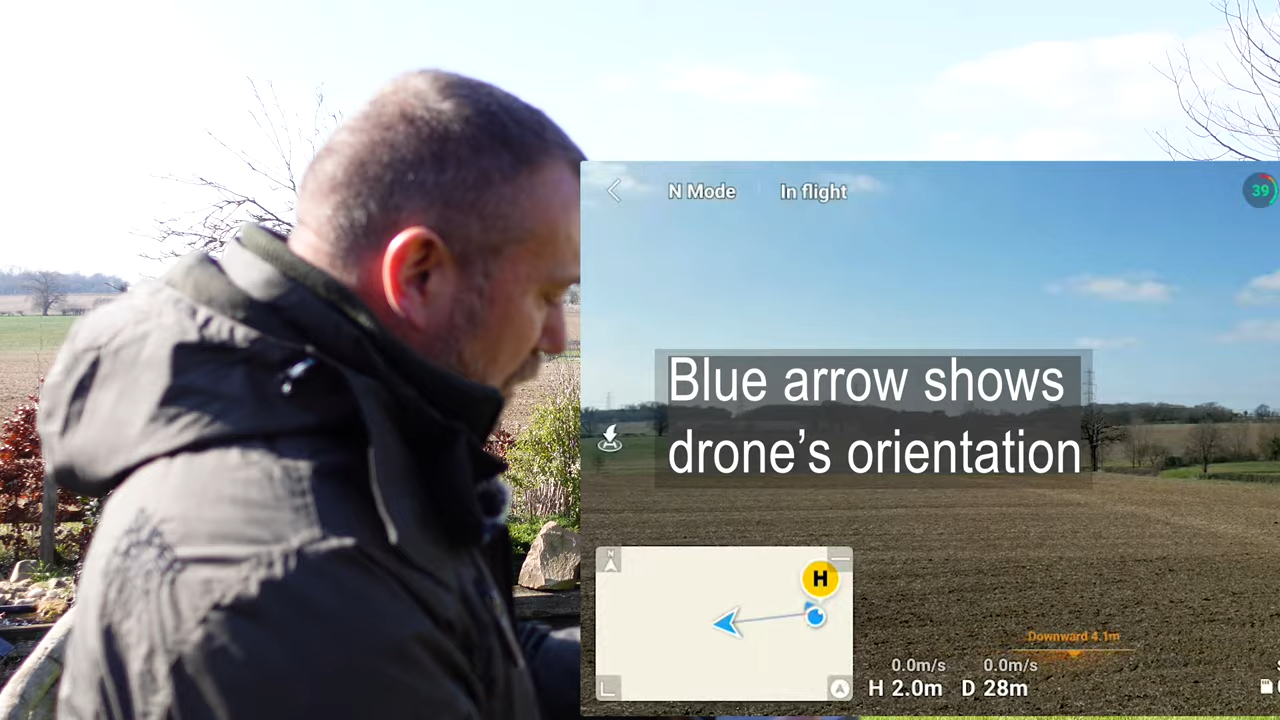 N Mode In flight 39
Blue arrow shows
drone's orientation
N
H
Downward 4.1m
0.0m/s 0.0m/s
H 2.0m D 28m